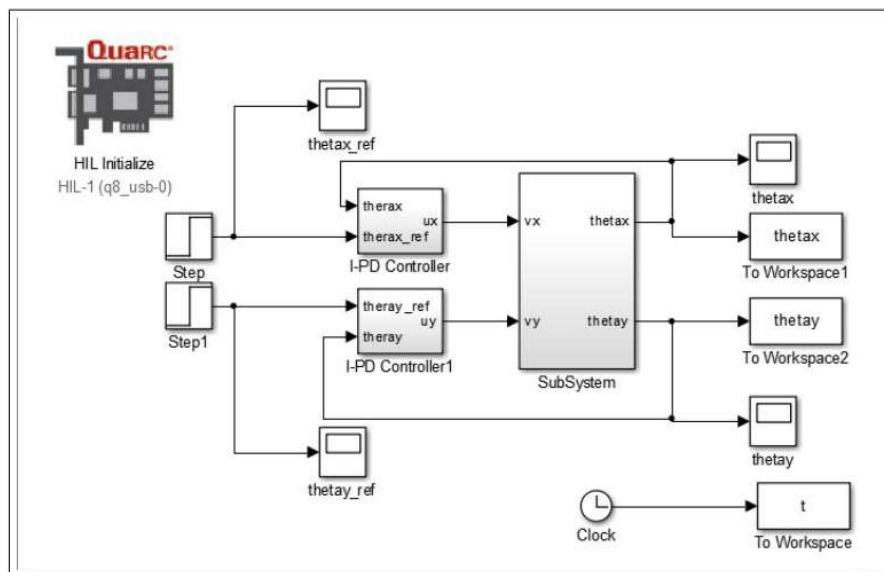 QUARC®
HIL Initialize
HIL-1 (q8_usb-0)
thetax_ref
thetax
thetax
To Workspace1
Step
therax
therax_ref
ux
I-PD Controller
vx
thetax
Step1
theray_ref
theray
uy
I-PD Controller1
vy
thetay
SubSystem
thetay
To Workspace2
thetay
thetay_ref
Clock
t
To Workspace